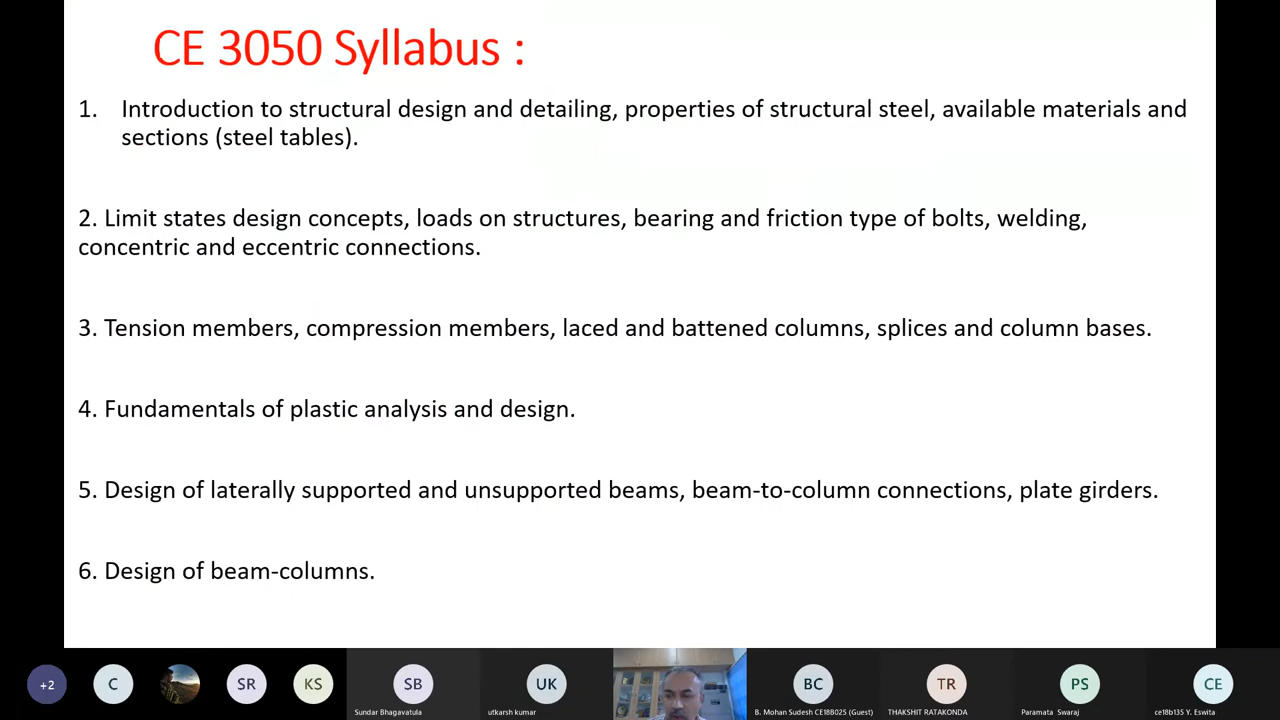 CE 3050 Syllabus :
1. Introduction to structural design and detailing, properties of structural steel, available materials and
sections (steel tables).
2. Limit states design concepts, loads on structures, bearing and friction type of bolts, welding,
concentric and eccentric connections.
3. Tension members, compression members, laced and battened columns, splices and column bases.
4. Fundamentals of plastic analysis and design.
5. Design of laterally supported and unsupported beams, beam-to-column connections, plate girders.
6. Design of beam-columns.
+2 C SR KS SB UK BC TR PS CE
Sundar Bhagavatula utkarsh kumar B. Mohan Sudesh CE18B025 (Guest) THAKSHIT RATAKONDA Paramata Swaraj ce18b135 Y. Eswita